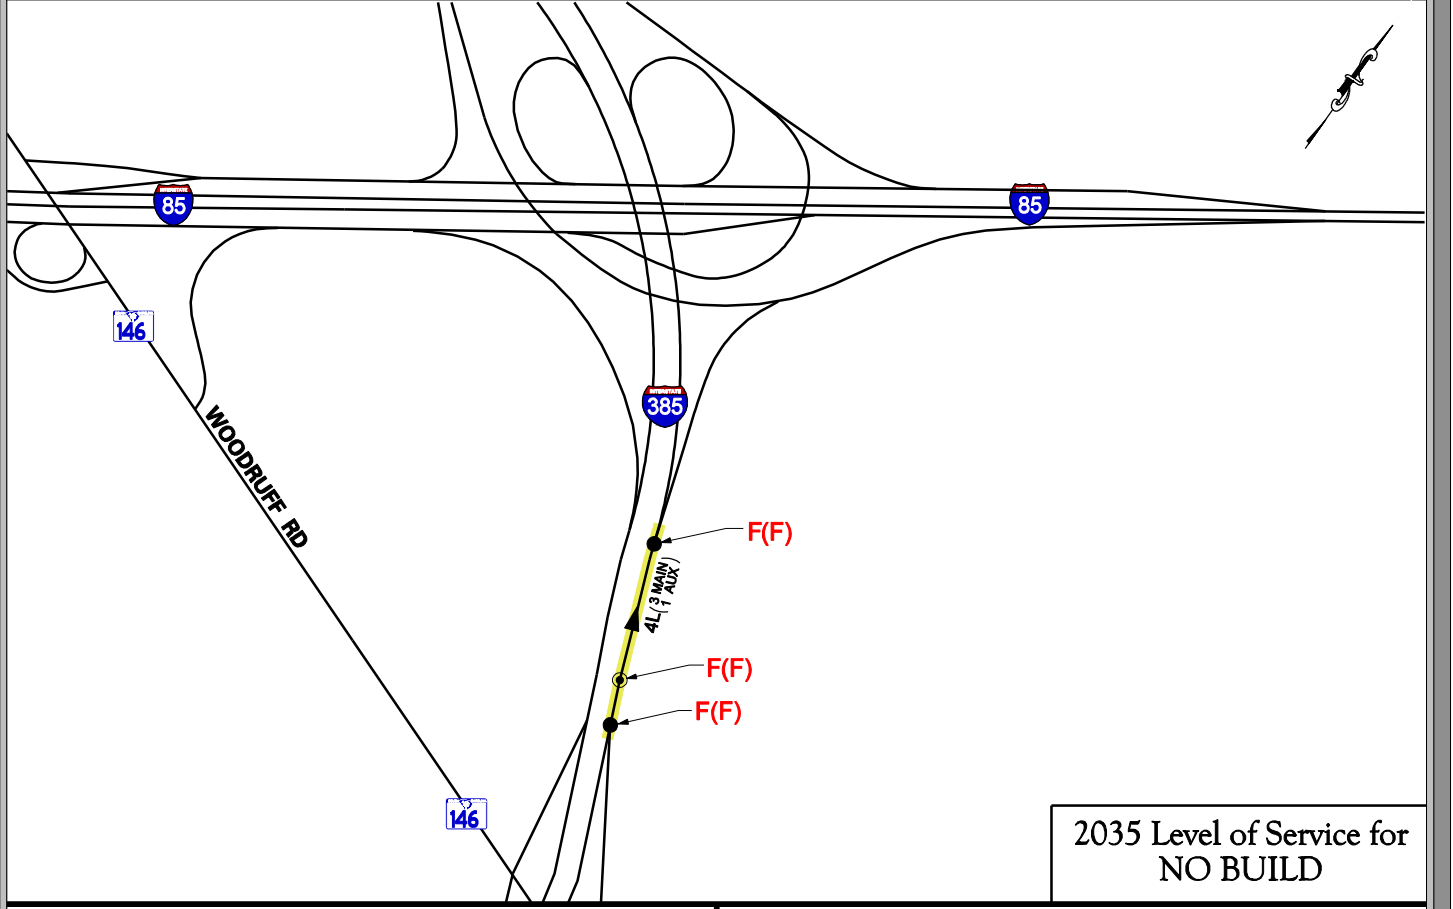 85
85
146
385
WOODRUFF RD
F(F)
4L(3 MAIN
1 AUX)
F(F)
F(F)
146
2035 Level of Service for
NO BUILD